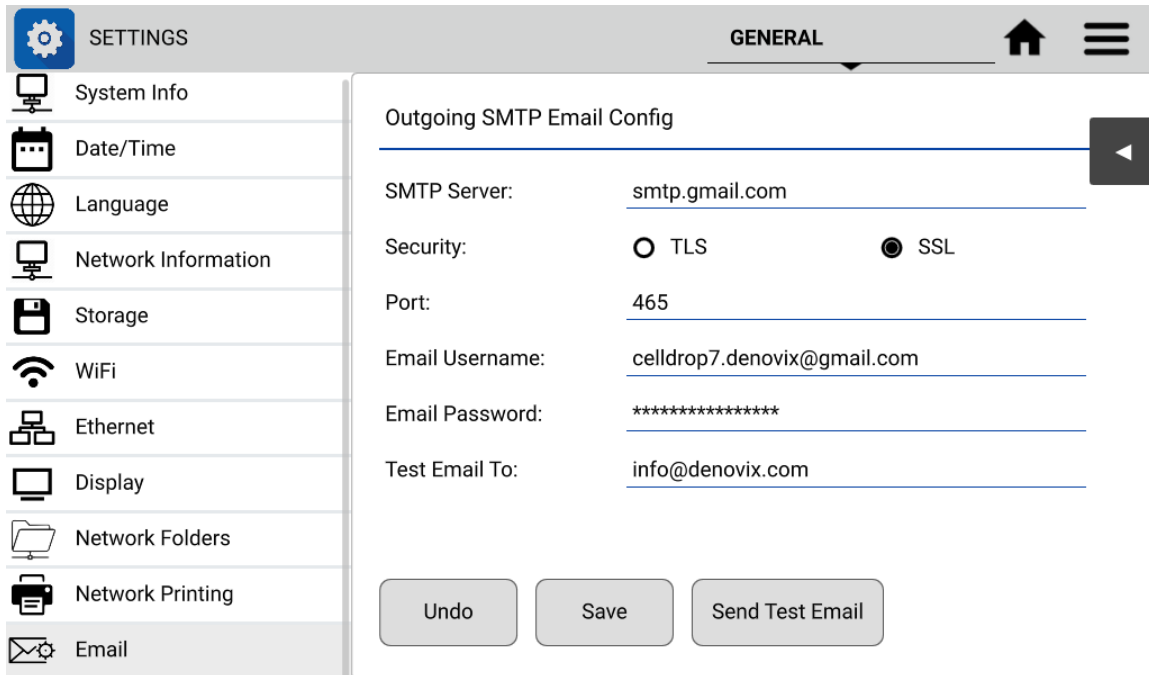 SETTINGS
GENERAL
System Info
Date/Time
Language
Network Information
Storage
WiFi
Ethernet
Display
Network Folders
Network Printing
Email
Outgoing SMTP Email Config
SMTP Server: smtp.gmail.com
Security: TLS SSL
Port: 465
Email Username: celldrop7.denovix@gmail.com
Email Password: ****************
Test Email To: info@denovix.com
Undo Save Send Test Email